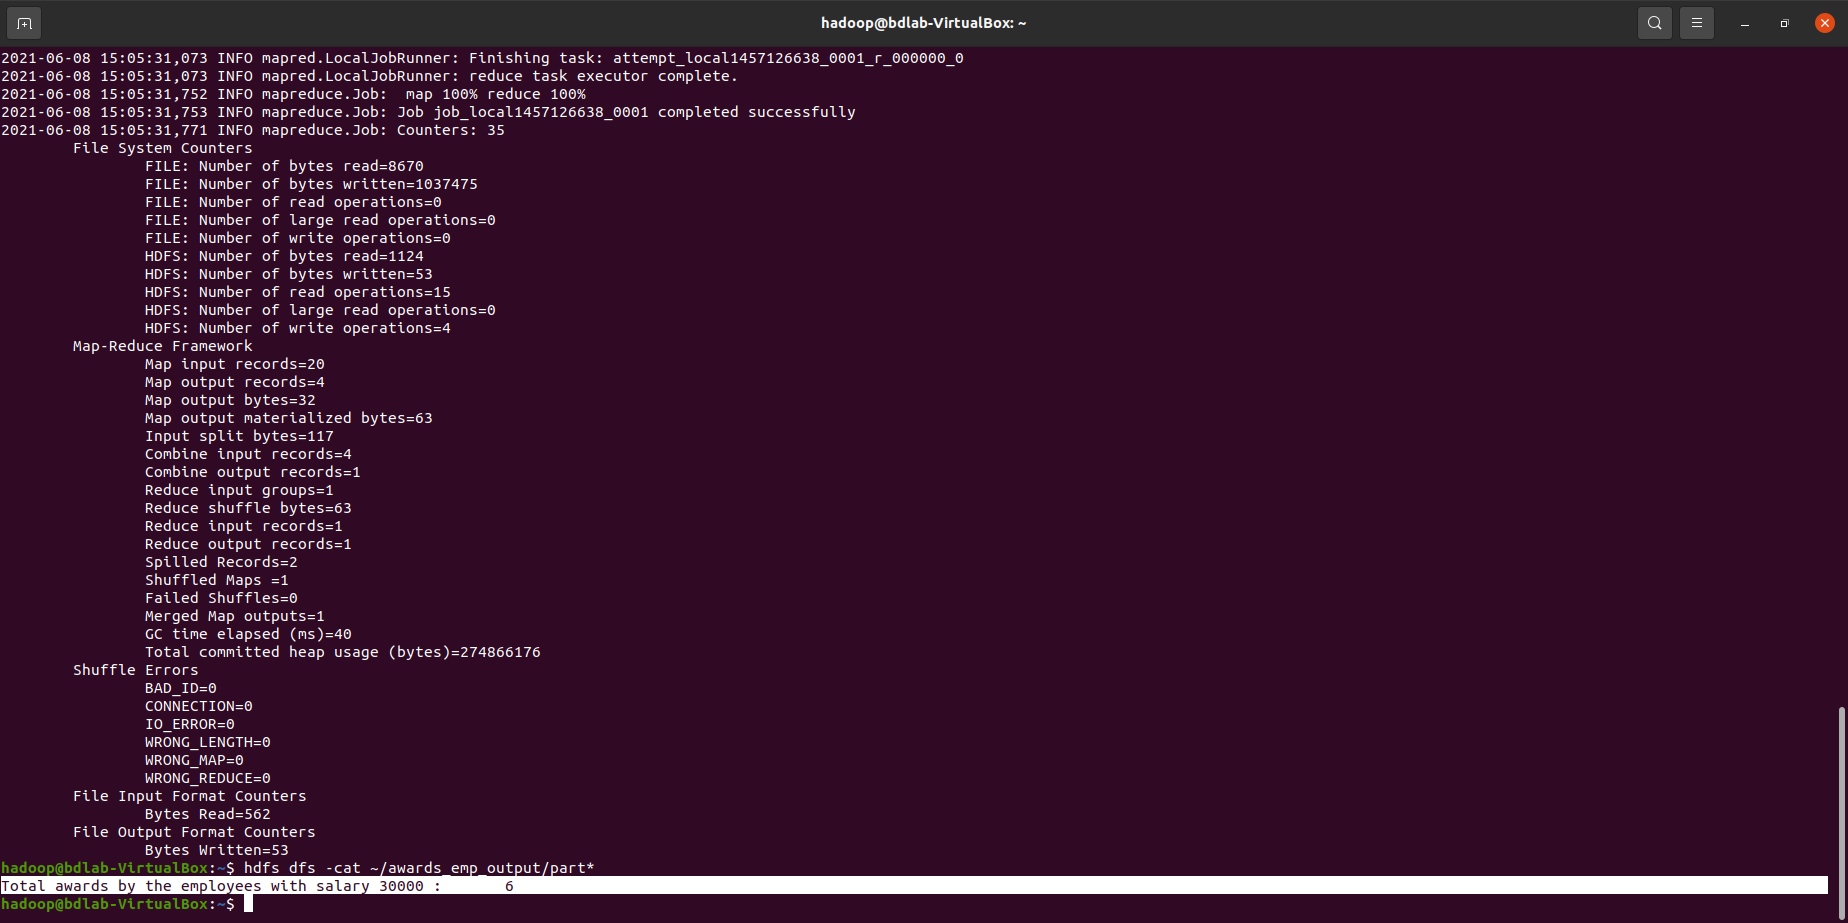 hadoop@bdlab-VirtualBox: ~
2021-06-08 15:05:31,073 INFO mapred.LocalJobRunner: Finishing task: attempt_local1457126638_0001_r_000000_0
2021-06-08 15:05:31,073 INFO mapred.LocalJobRunner: reduce task executor complete.
2021-06-08 15:05:31,752 INFO mapreduce.Job:  map 100% reduce 100%
2021-06-08 15:05:31,753 INFO mapreduce.Job: Job job_local1457126638_0001 completed successfully
2021-06-08 15:05:31,771 INFO mapreduce.Job: Counters: 35
File System Counters
FILE: Number of bytes read=8670
FILE: Number of bytes written=1037475
FILE: Number of read operations=0
FILE: Number of large read operations=0
FILE: Number of write operations=0
HDFS: Number of bytes read=1124
HDFS: Number of bytes written=53
HDFS: Number of read operations=15
HDFS: Number of large read operations=0
HDFS: Number of write operations=4
Map-Reduce Framework
Map input records=20
Map output records=4
Map output bytes=32
Map output materialized bytes=63
Input split bytes=117
Combine input records=4
Combine output records=1
Reduce input groups=1
Reduce shuffle bytes=63
Reduce input records=1
Reduce output records=1
Spilled Records=2
Shuffled Maps =1
Failed Shuffles=0
Merged Map outputs=1
GC time elapsed (ms)=40
Total committed heap usage (bytes)=274866176
Shuffle Errors
BAD_ID=0
CONNECTION=0
IO_ERROR=0
WRONG_LENGTH=0
WRONG_MAP=0
WRONG_REDUCE=0
File Input Format Counters
Bytes Read=562
File Output Format Counters
Bytes Written=53
hadoop@bdlab-VirtualBox:~$ hdfs dfs -cat ~/awards_emp_output/part*
Total awards by the employees with salary 30000 :       6
hadoop@bdlab-VirtualBox:~$